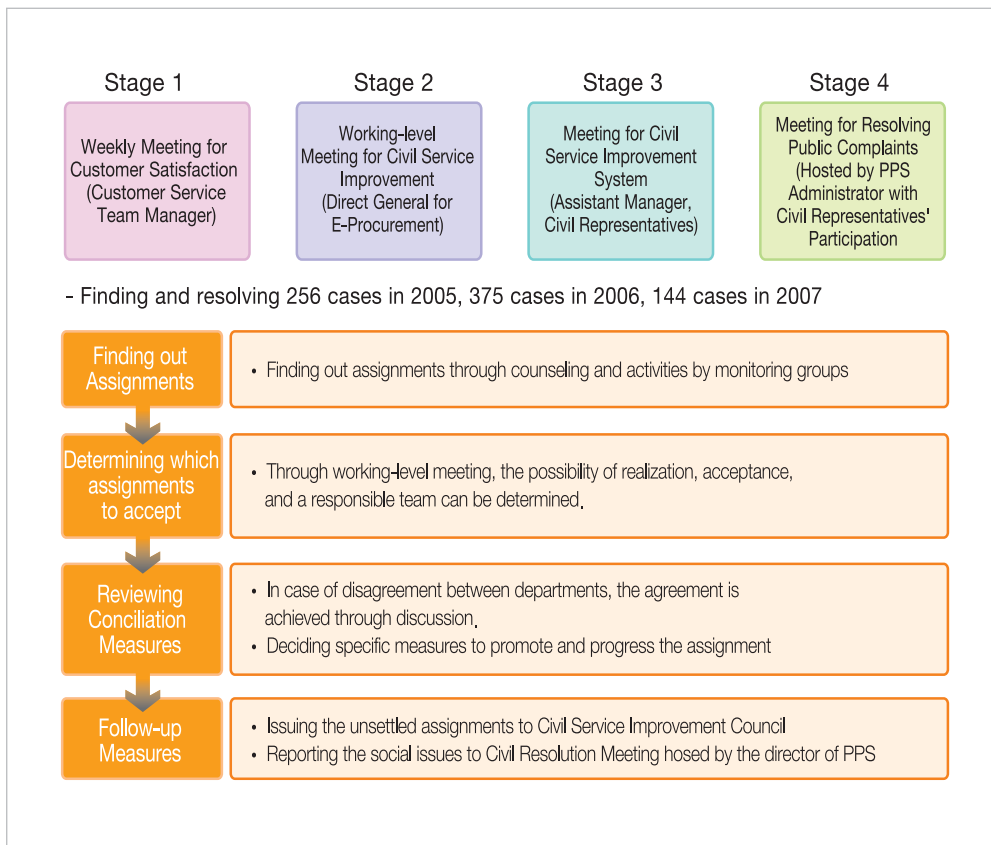 Stage 1
Weekly Meeting for
Customer Satisfaction
(Customer Service
Team Manager)
Stage 2
Working-level
Meeting for Civil Service
Improvement
(Direct General for
E-Procurement)
Stage 3
Meeting for Civil
Service Improvement
System
(Assistant Manager,
Civil Representatives)
Stage 4
Meeting for Resolving
Public Complaints
(Hosted by PPS
Administrator with
Civil Representatives'
Participation
- Finding and resolving 256 cases in 2005, 375 cases in 2006, 144 cases in 2007
Finding out
Assignments
• Finding out assignments through counseling and activities by monitoring groups
Determining which
assignments
to accept
• Through working-level meeting, the possibility of realization, acceptance,
and a responsible team can be determined.
Reviewing
Conciliation
Measures
• In case of disagreement between departments, the agreement is
achieved through discussion.
• Deciding specific measures to promote and progress the assignment
Follow-up
Measures
• Issuing the unsettled assignments to Civil Service Improvement Council
• Reporting the social issues to Civil Resolution Meeting hosed by the director of PPS